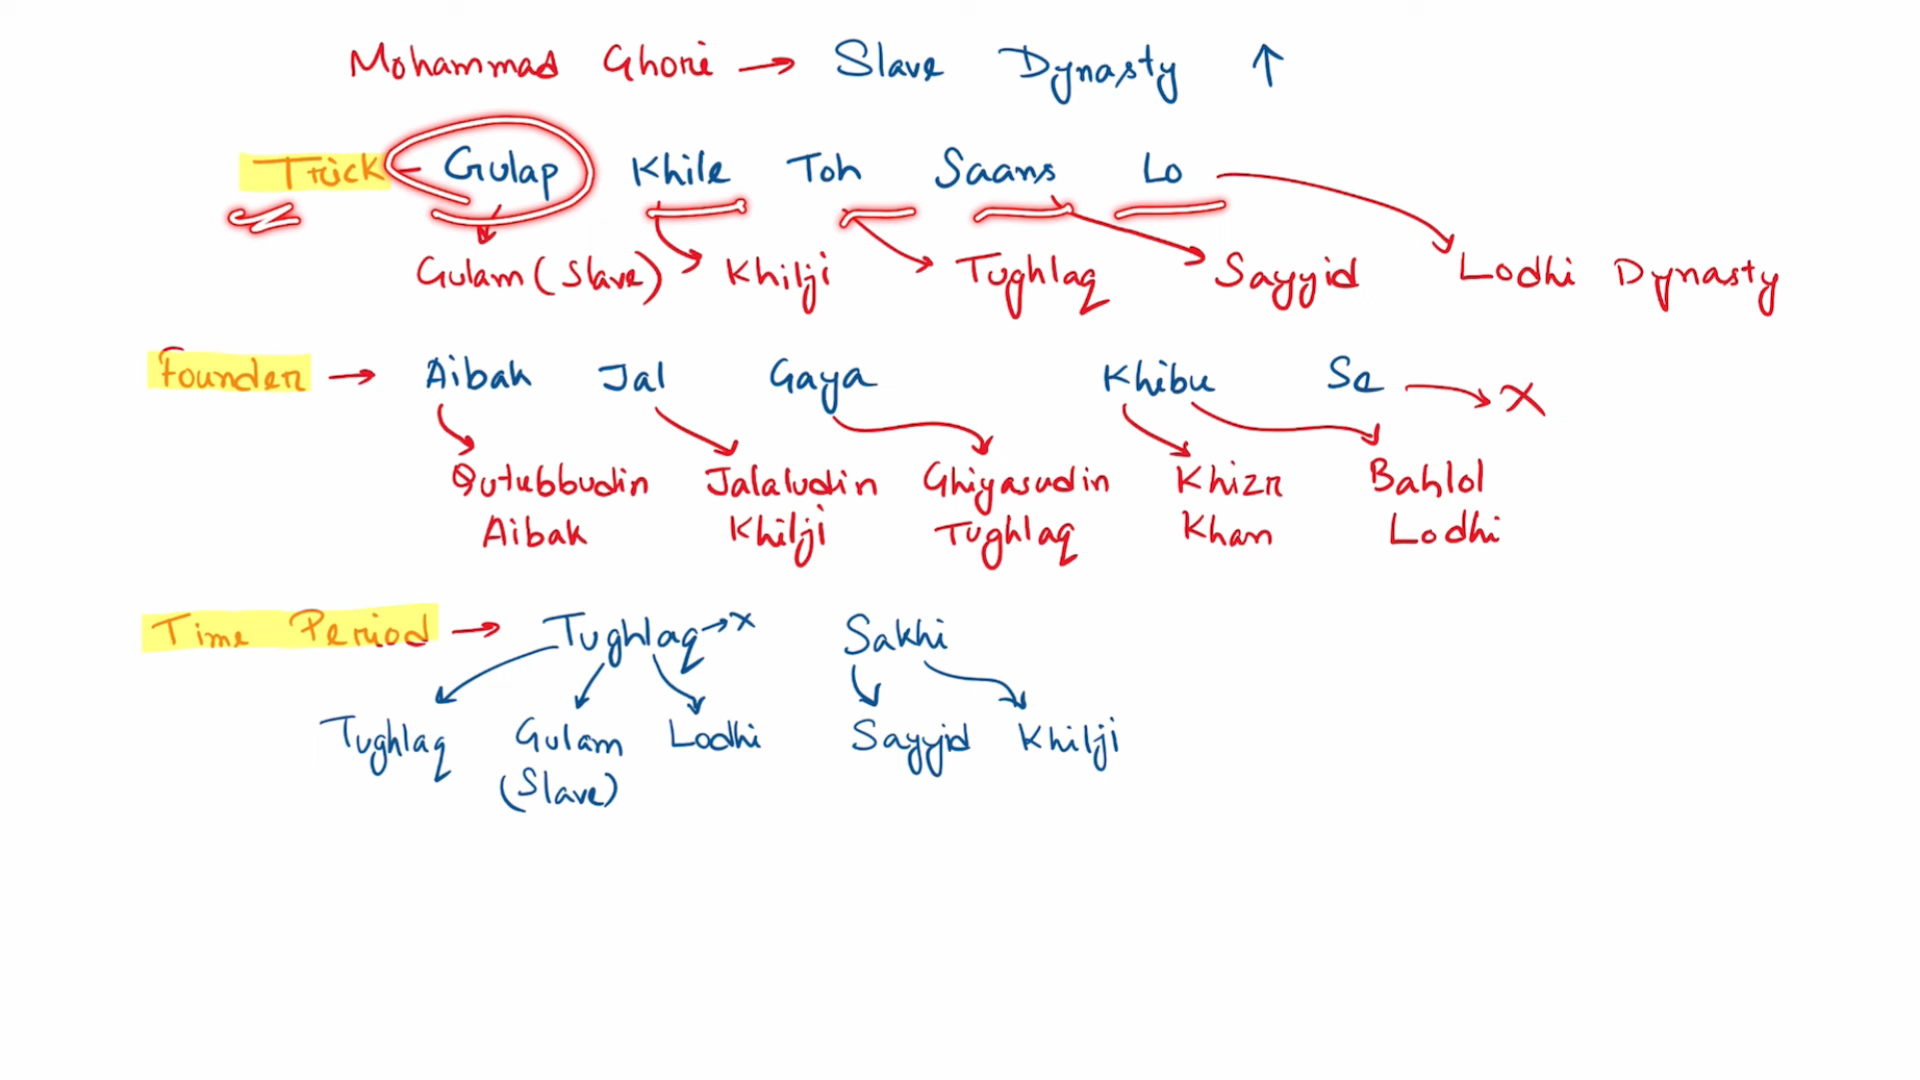 Mohammad Ghori → Slave Dynasty ↑
Trick - Gulap Khile Toh Saans Lo
Gulam (Slave) Khilji Tughlaq Sayyid Lodhi Dynasty
Founder → Aibak Jal Gaya Khibu Se → X
Qutubbudin Jalaludin Ghiyasudin Khizr Bahlol
Aibak Khilji Tughlaq Khan Lodhi
Time Period → Tughlaq → x Sakhi
Tughlaq Gulam Lodhi Sayyid Khilji
(Slave)